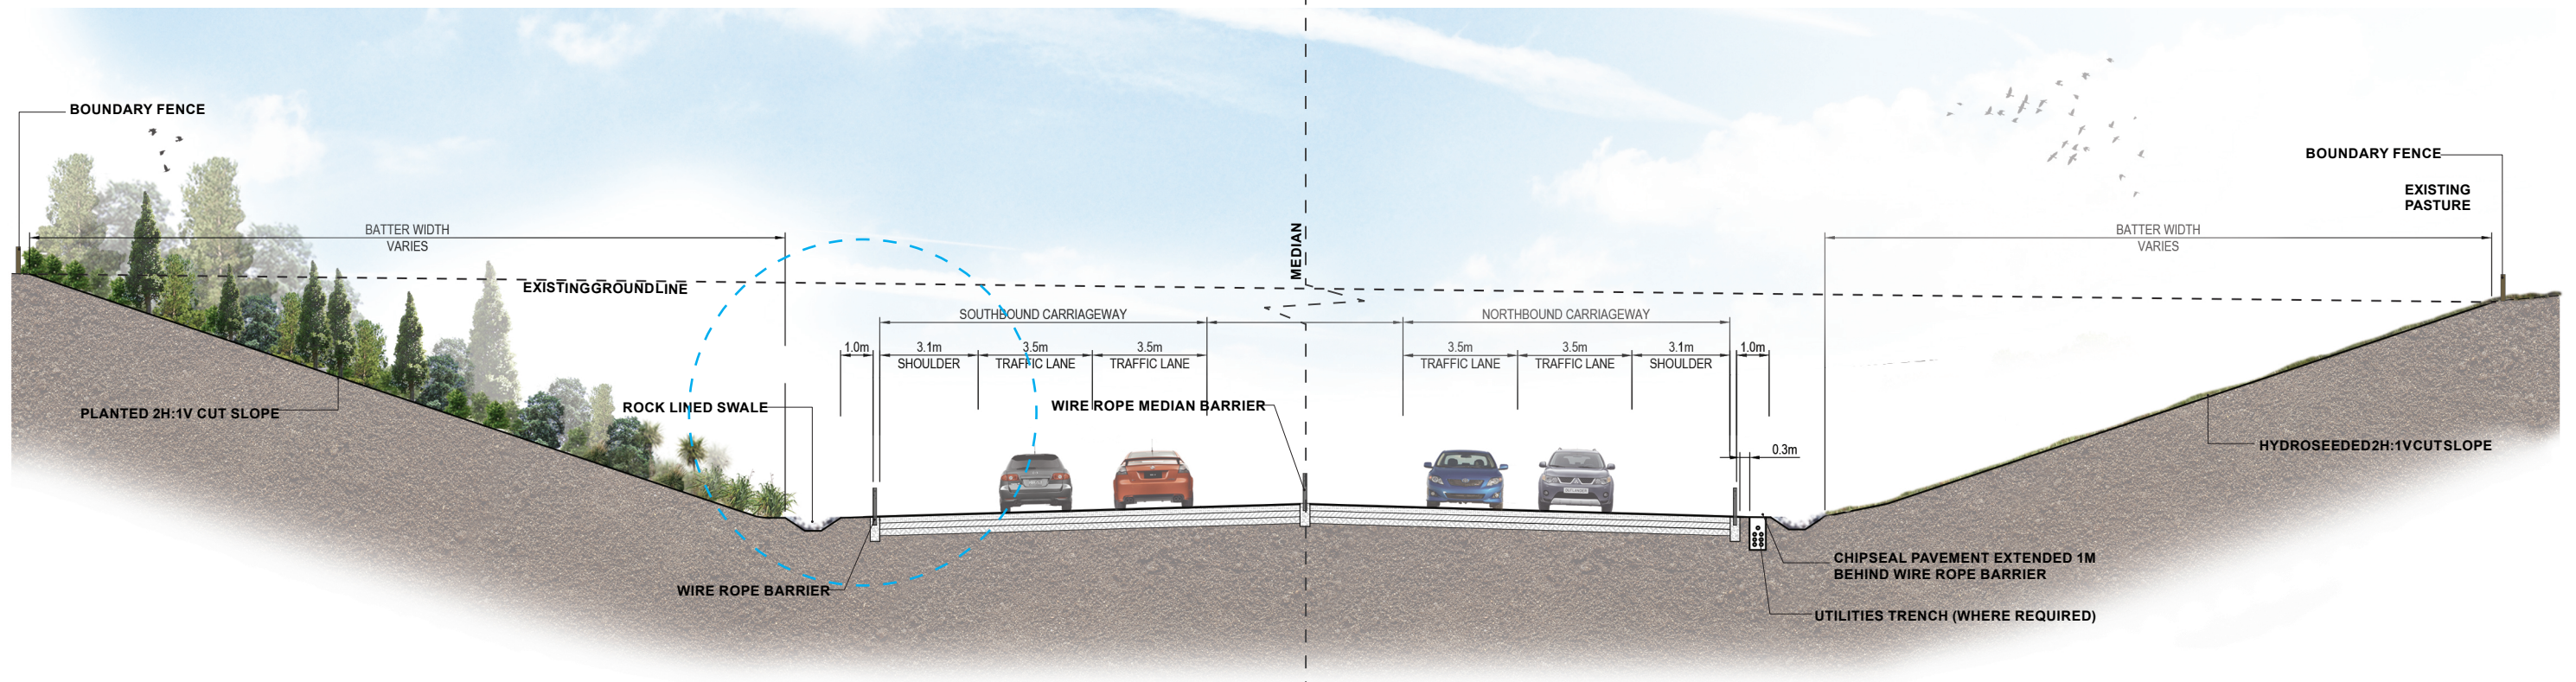 BOUNDARY FENCE
BOUNDARY FENCE
EXISTING
PASTURE
BATTER WIDTH
VARIES
MEDIAN
BATTER WIDTH
VARIES
EXISTINGGROUNDLINE
SOUTHBOUND CARRIAGEWAY
NORTHBOUND CARRIAGEWAY
1.0m
3.1m
SHOULDER
3.5m
TRAFFIC LANE
3.5m
TRAFFIC LANE
3.5m
TRAFFIC LANE
3.5m
TRAFFIC LANE
3.1m
SHOULDER
1.0m
PLANTED 2H:1V CUT SLOPE
ROCK LINED SWALE
WIRE ROPE MEDIAN BARRIER
0.3m
HYDROSEEDED2H:1VCUTSLOPE
WIRE ROPE BARRIER
CHIPSEAL PAVEMENT EXTENDED 1M
BEHIND WIRE ROPE BARRIER
UTILITIES TRENCH (WHERE REQUIRED)